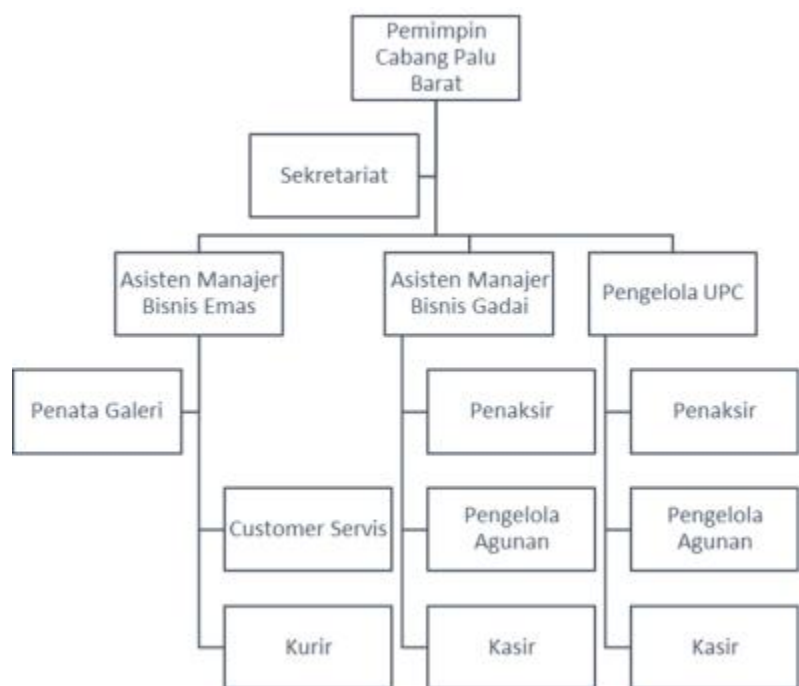 Pemimpin
Cabang Palu
Barat
Sekretariat
Asisten Manajer
Bisnis Emas
Asisten Manajer
Bisnis Gadai
Pengelola UPC
Penata Galeri
Penaksir
Penaksir
Customer Servis
Pengelola
Agunan
Pengelola
Agunan
Kurir
Kasir
Kasir